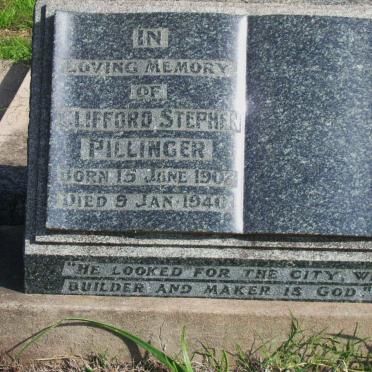 IN
LOVING MEMORY
OF
CLIFFORD STEPHEN
PILLINGER
BORN 15 JUNE 1902
DIED 9 JAN. 1940.
"HE LOOKED FOR THE CITY, W
BUILDER AND MAKER IS GOD"